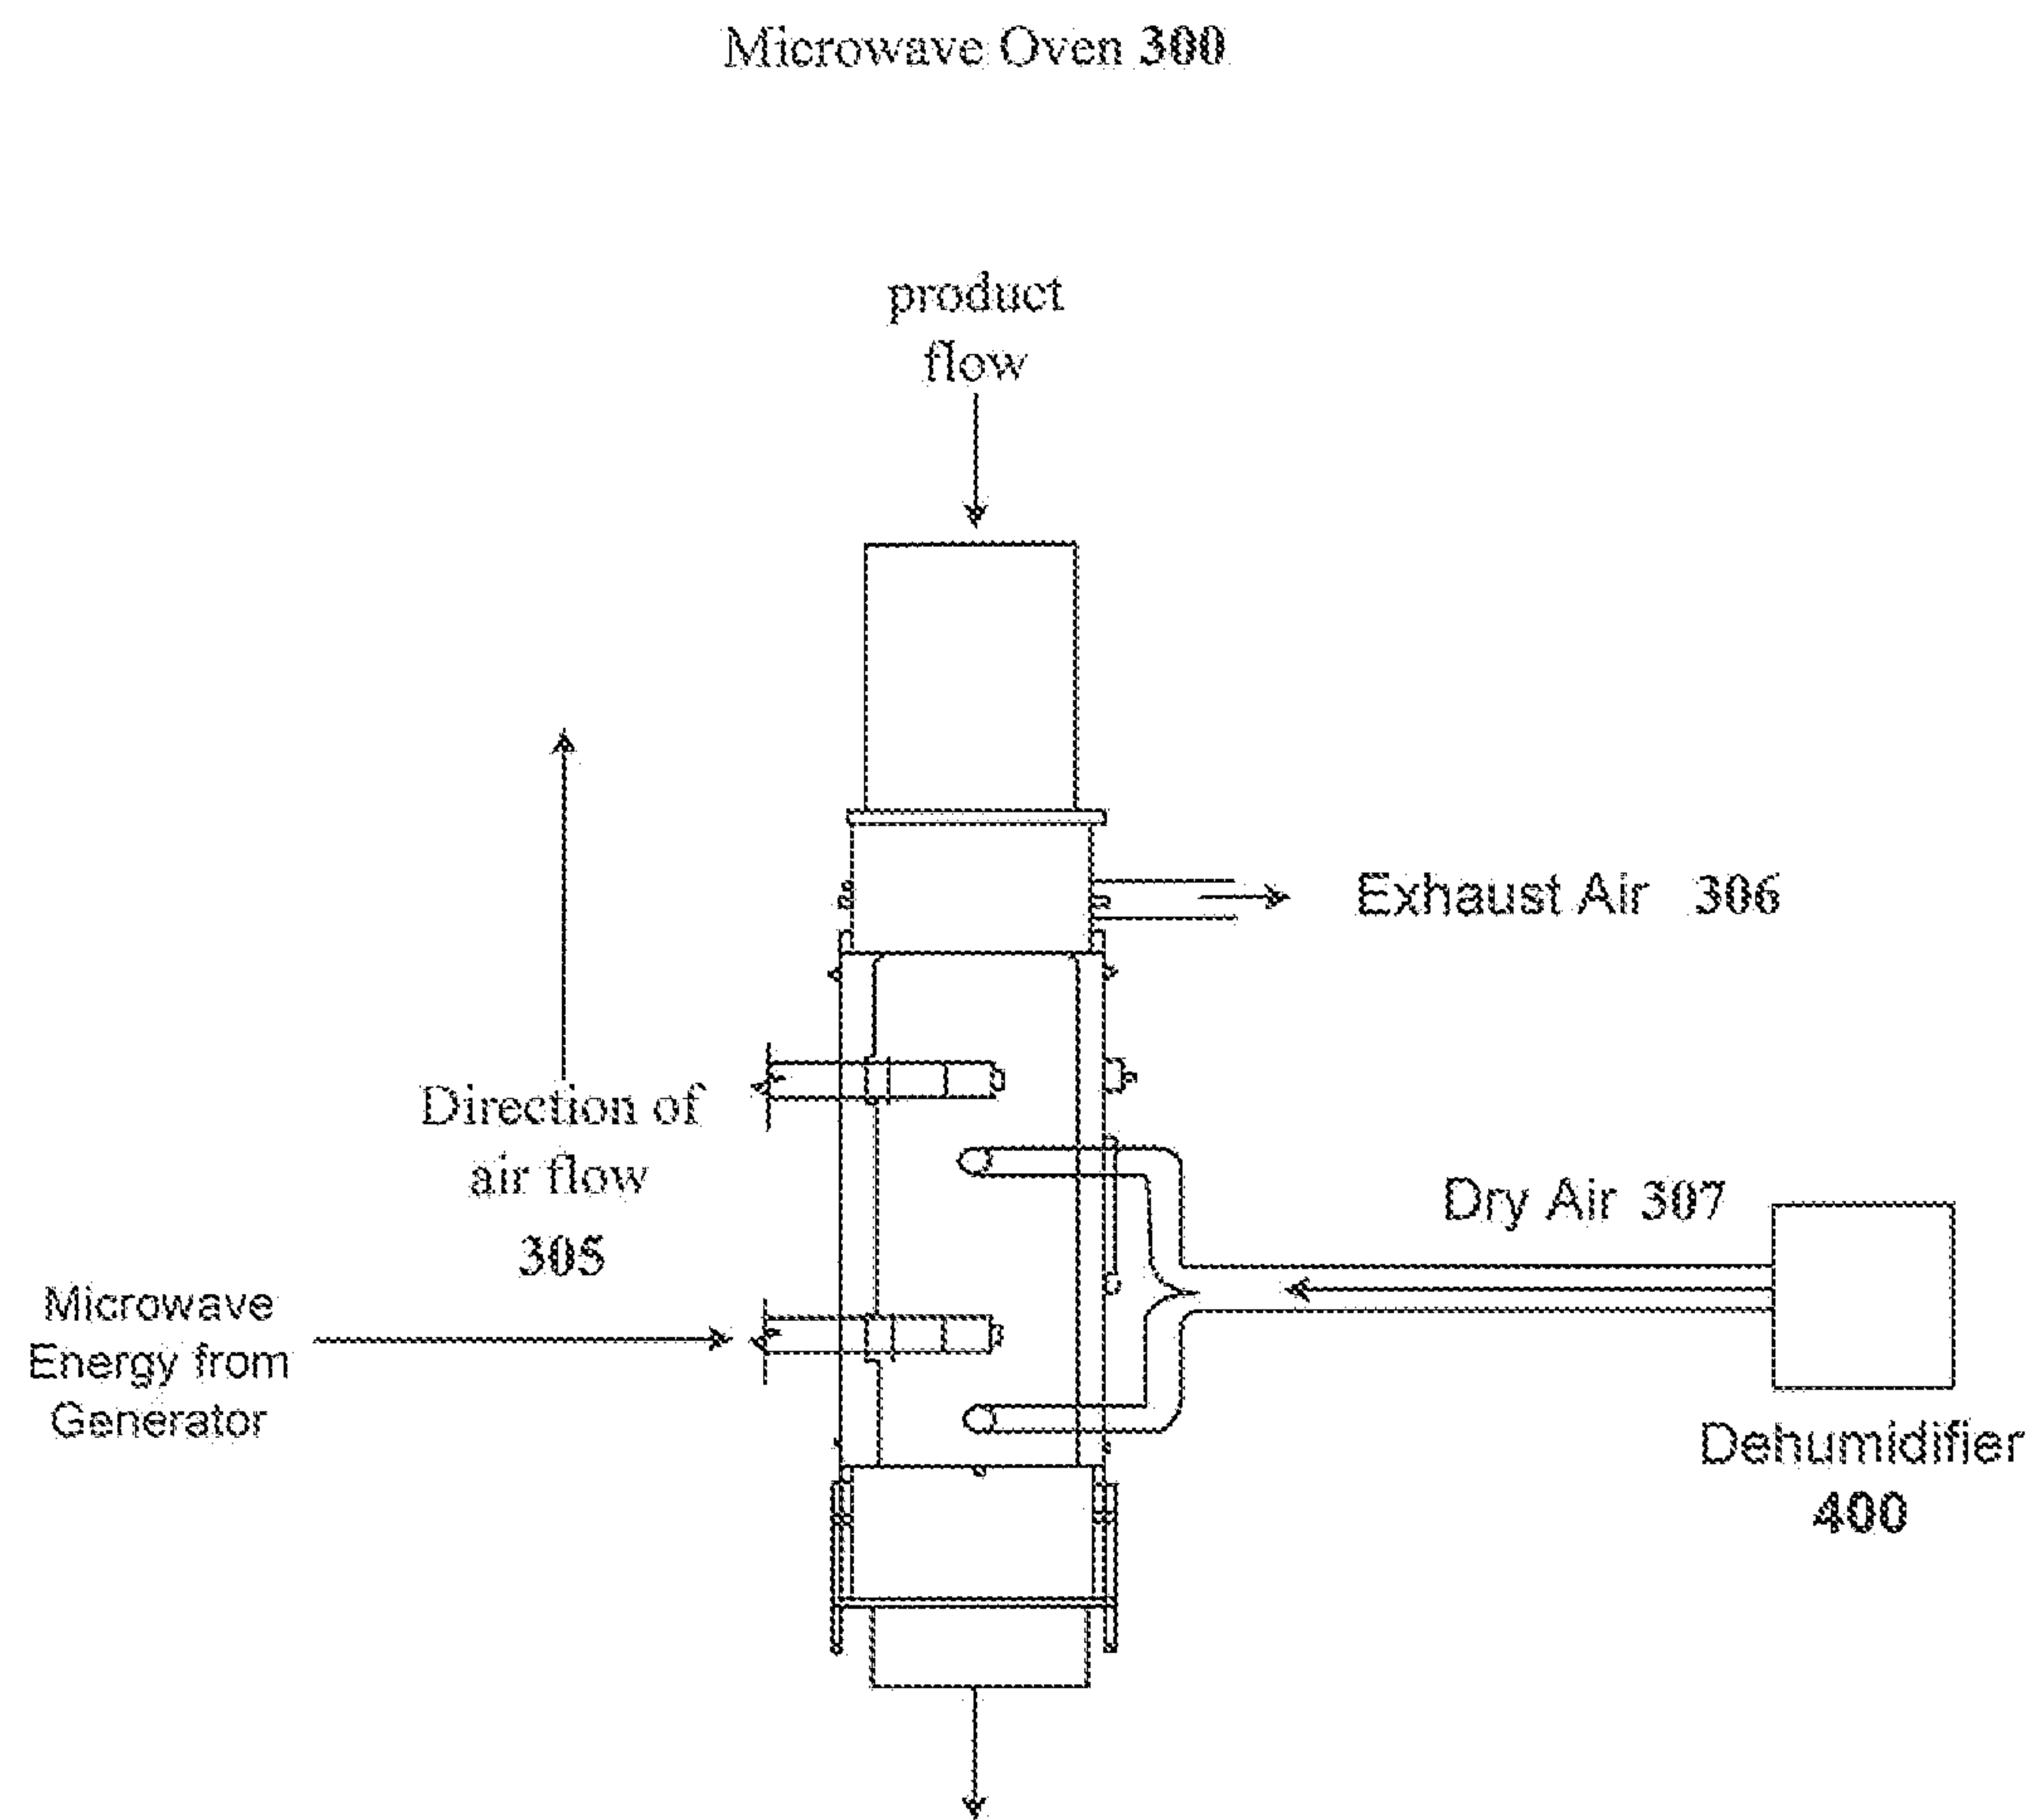 Microwave Oven 300
product
flow
Exhaust Air 306
Direction of
air flow
305
Dry Air 307
Microwave
Energy from
Generator
Dehumidifier
400